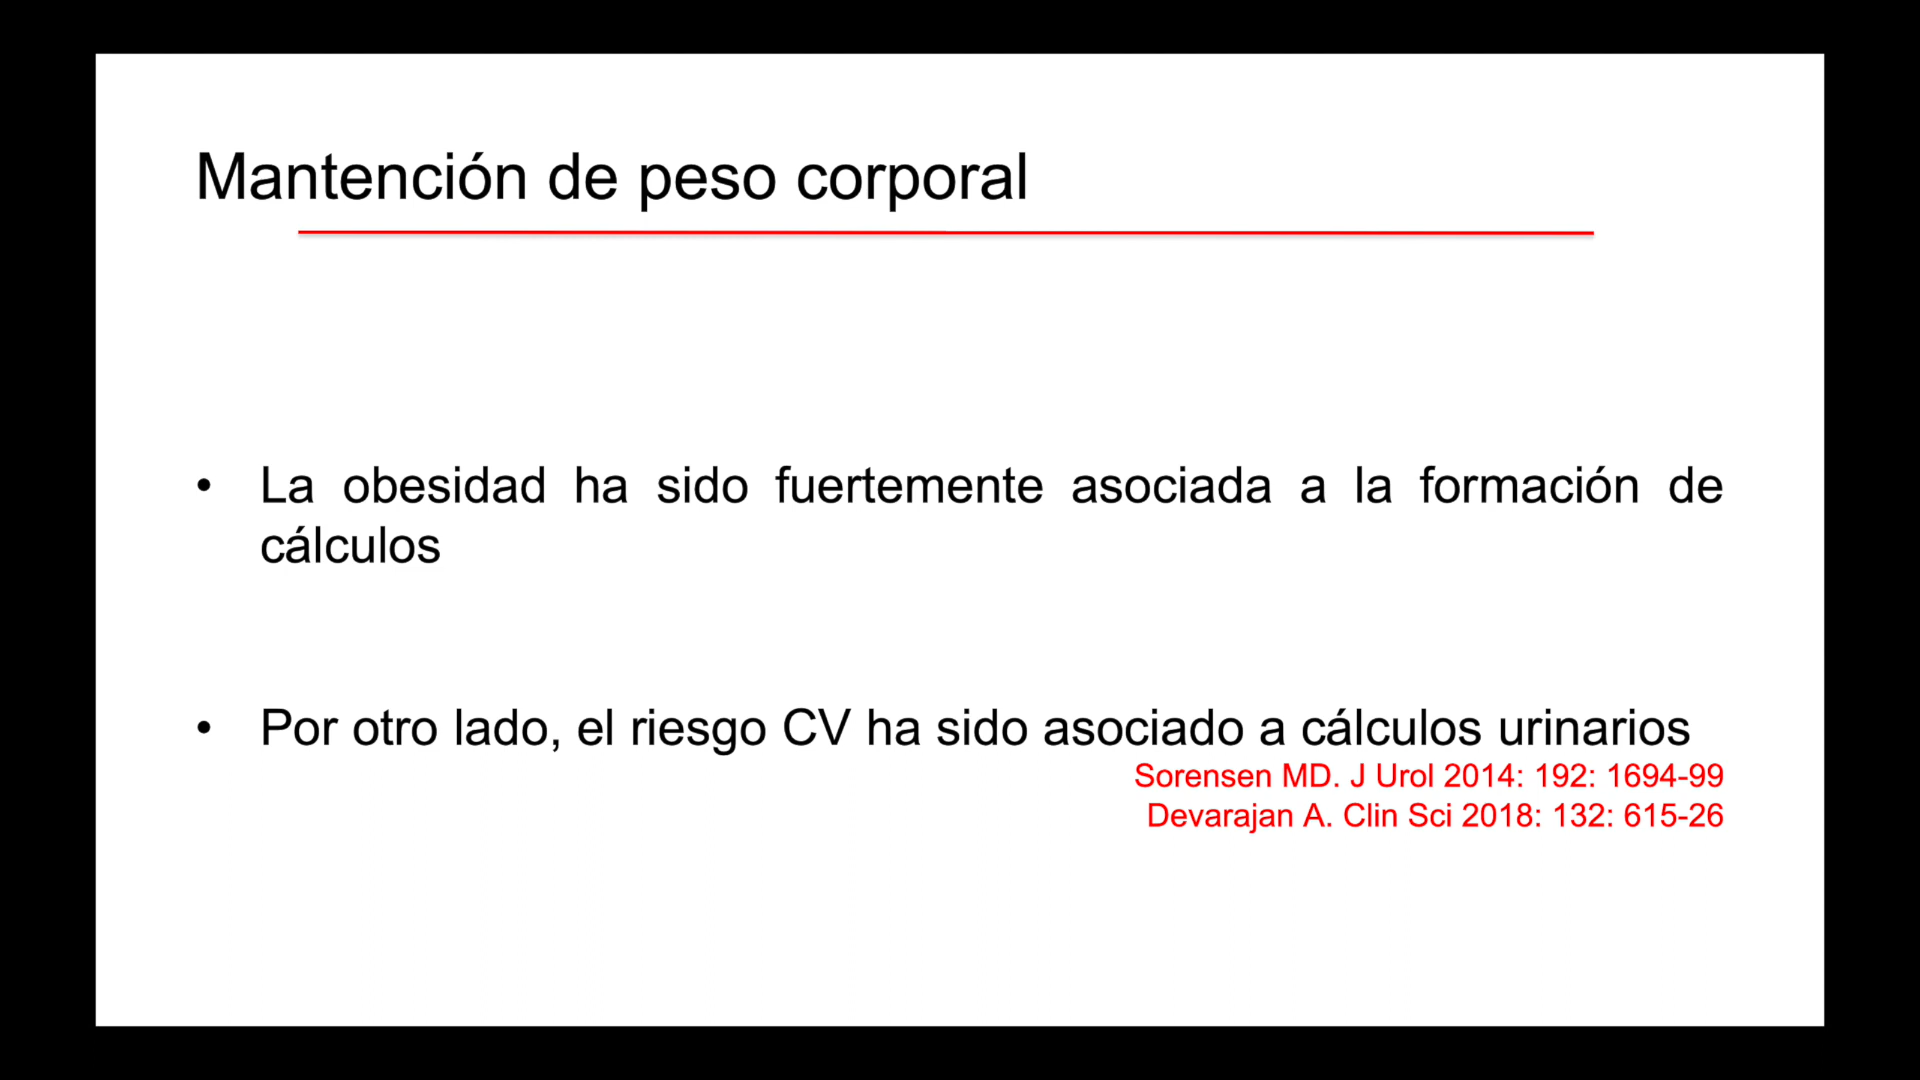 Mantención de peso corporal
• La obesidad ha sido fuertemente asociada a la formación de
cálculos
• Por otro lado, el riesgo CV ha sido asociado a cálculos urinarios
Sorensen MD. J Urol 2014: 192: 1694-99
Devarajan A. Clin Sci 2018: 132: 615-26